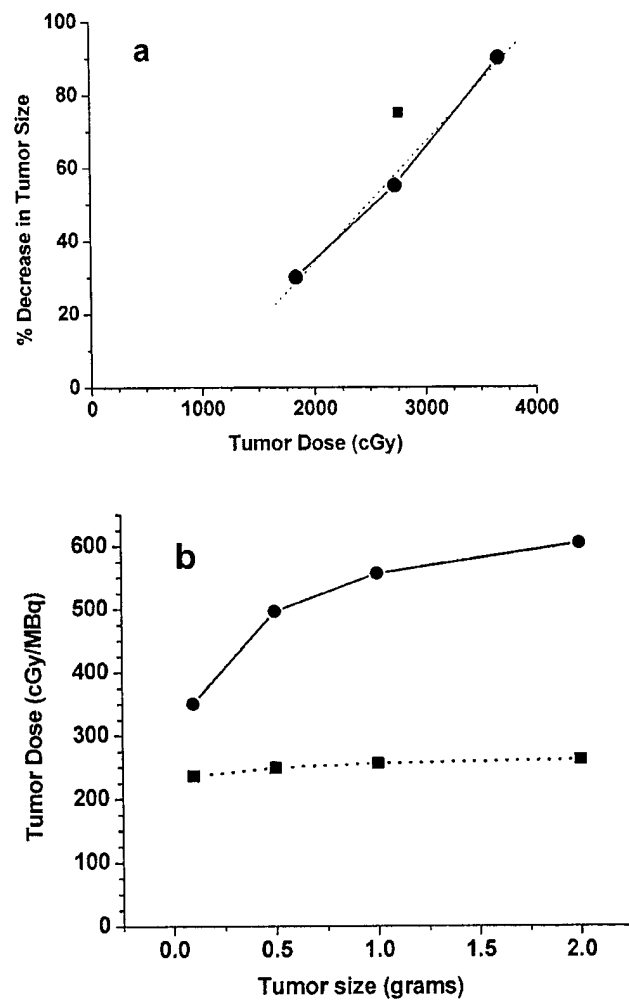 a
% Decrease in Tumor Size
100
80
60
40
20
0
0 1000 2000 3000 4000
Tumor Dose (cGy)
b
Tumor Dose (cGy/MBq)
600
500
400
300
200
100
0
0.0 0.5 1.0 1.5 2.0
Tumor size (grams)